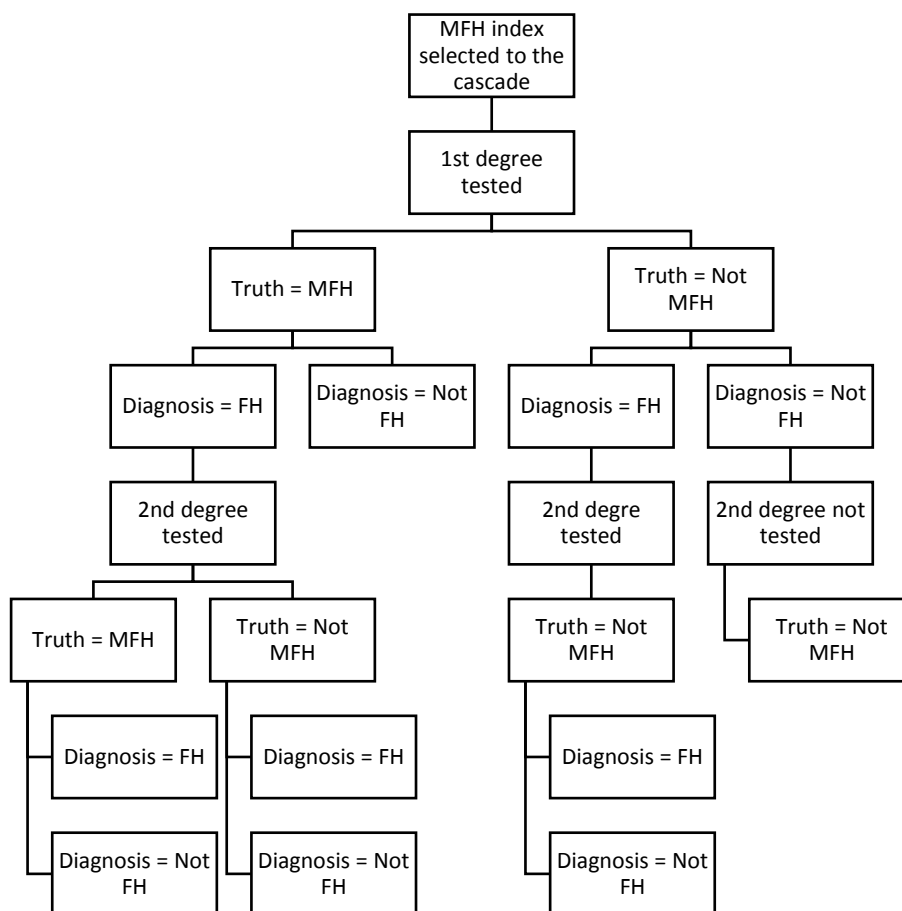 MFH index
selected to the
cascade
1st degree
tested
Truth = MFH
Truth = Not
MFH
Diagnosis = FH
Diagnosis = Not
FH
Diagnosis = FH
Diagnosis = Not
FH
2nd degree
tested
2nd degre
tested
2nd degree not
tested
Truth = MFH
Truth = Not
MFH
Truth = Not
MFH
Truth = Not
MFH
Diagnosis = FH
Diagnosis = FH
Diagnosis = FH
Diagnosis = Not
FH
Diagnosis = Not
FH
Diagnosis = Not
FH